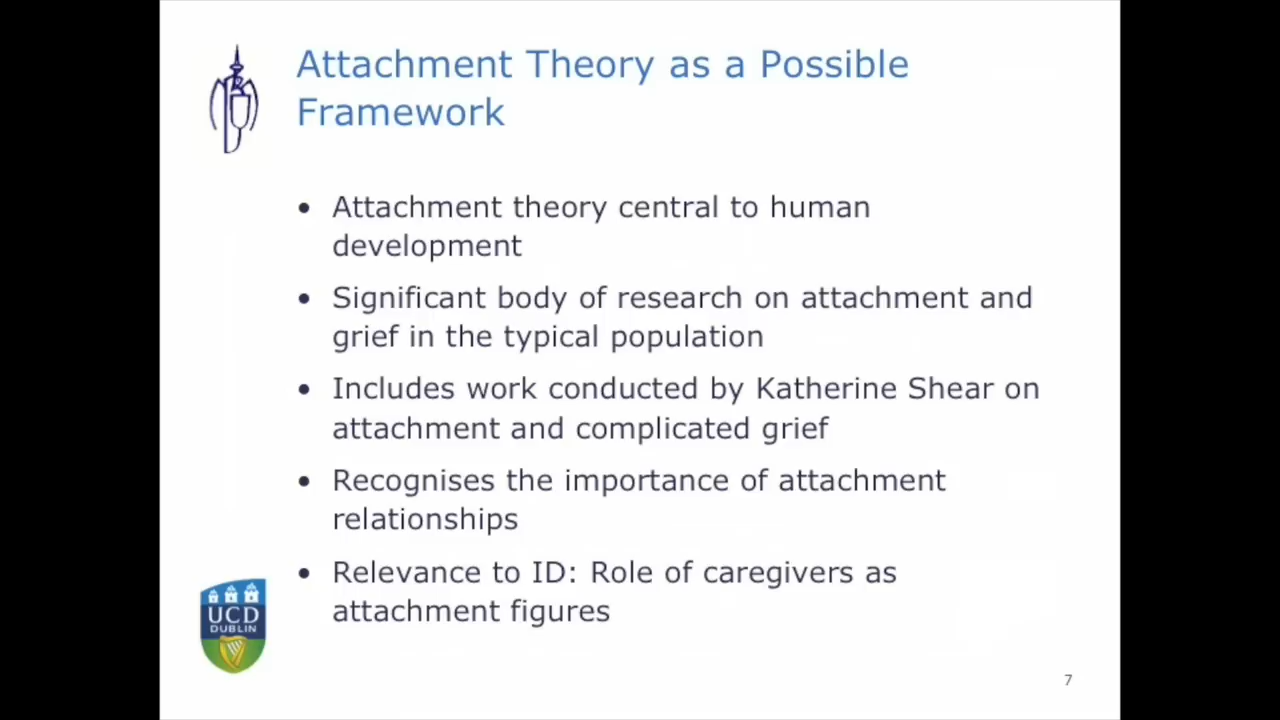 Attachment Theory as a Possible
Framework
• Attachment theory central to human
development
• Significant body of research on attachment and
grief in the typical population
• Includes work conducted by Katherine Shear on
attachment and complicated grief
• Recognises the importance of attachment
relationships
• Relevance to ID: Role of caregivers as
attachment figures
UCD
DUBLIN
7